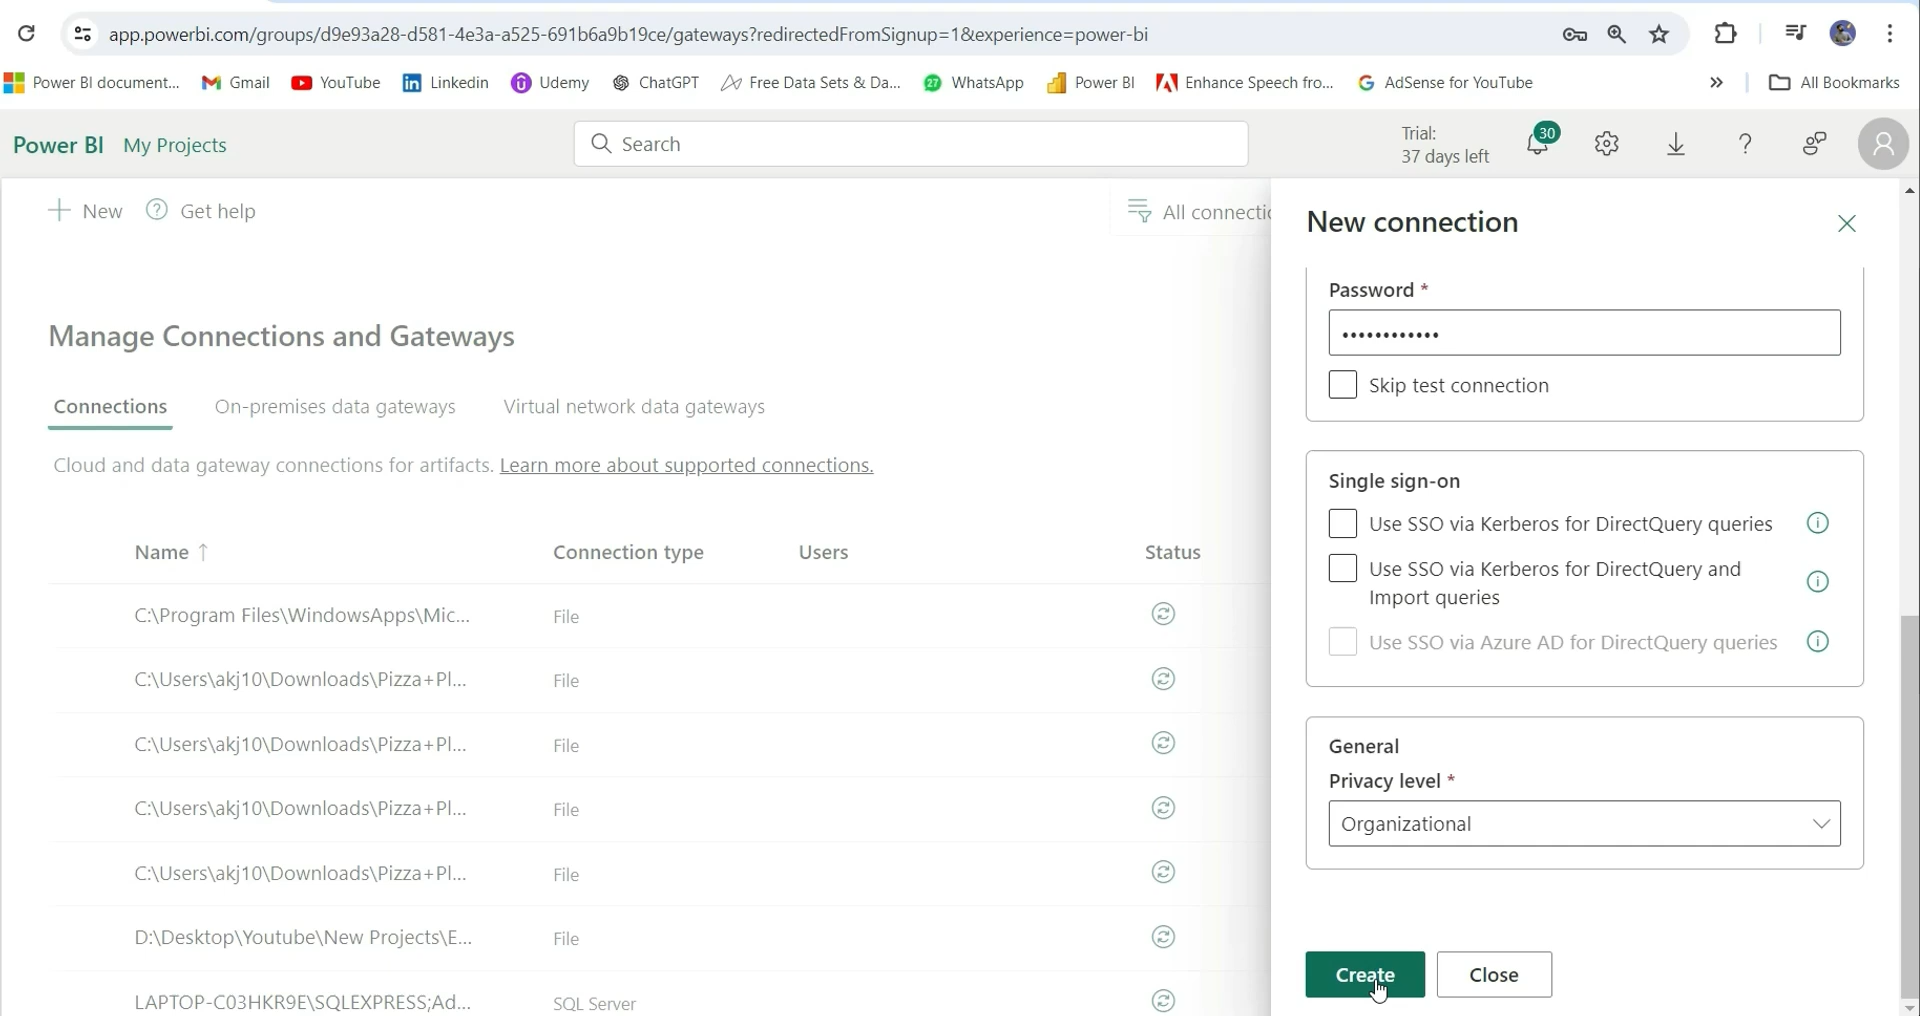 app.powerbi.com/groups/d9e93a28-d581-4e3a-a525-691b6a9b19ce/gateways?redirectedFromSignup=1&experience=power-bi
Power BI document... Gmail YouTube Linkedin Udemy ChatGPT Free Data Sets & Da... 27 WhatsApp Power BI Enhance Speech fro... AdSense for YouTube » All Bookmarks
Power BI My Projects Search Trial: 37 days left 30
+ New Get help All connectio
New connection
Password *
••••••••••••
Skip test connection
Manage Connections and Gateways
Connections On-premises data gateways Virtual network data gateways
Cloud and data gateway connections for artifacts. Learn more about supported connections.
Single sign-on
Use SSO via Kerberos for DirectQuery queries
Use SSO via Kerberos for DirectQuery and
Import queries
Use SSO via Azure AD for DirectQuery queries
Name ↑ Connection type Users Status
C:\Program Files\WindowsApps\Mic... File
C:\Users\akj10\Downloads\Pizza+Pl... File
C:\Users\akj10\Downloads\Pizza+Pl... File
C:\Users\akj10\Downloads\Pizza+Pl... File
C:\Users\akj10\Downloads\Pizza+Pl... File
D:\Desktop\Youtube\New Projects\E... File
LAPTOP-C03HKR9E\SQLEXPRESS;Ad... SQL Server
General
Privacy level *
Organizational
Create Close